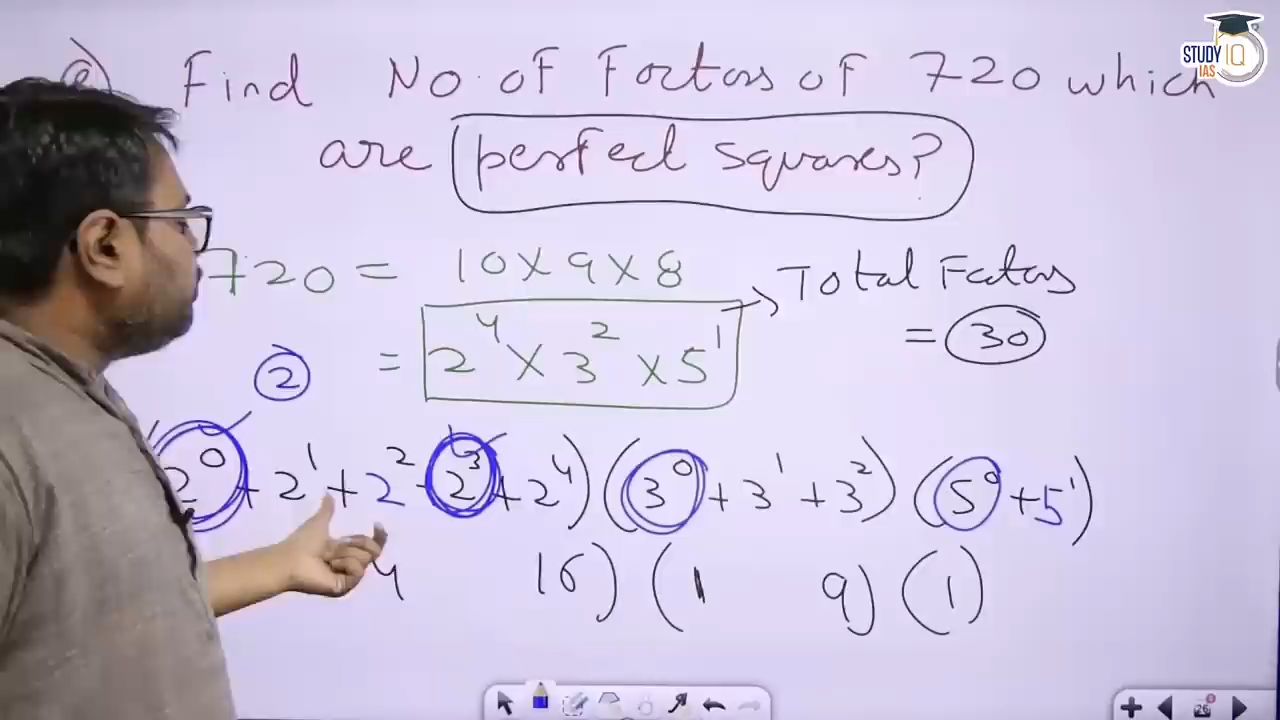 STUDY IQ
IAS
Q) Find No. of Factors of 720 which
are perfect squares?
720 = 10 × 9 × 8
= 2⁴ × 3² × 5¹
→ Total Factors
= 30
2
2⁰ + 2¹ + 2² + 2³ + 2⁴) (3⁰ + 3¹ + 3²) (5⁰ + 5¹)
4 16) (1 9) (1)
26